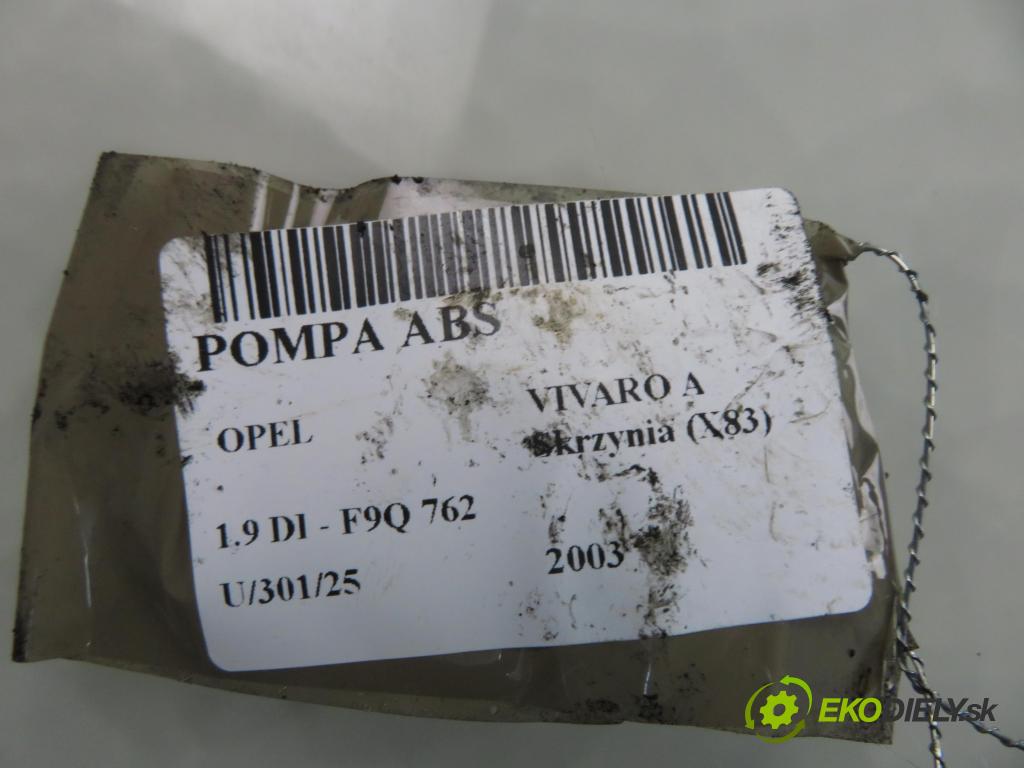 POMPA ABS
OPEL
VIVARO A
Skrzynia (X83)
1.9 DI - F9Q 762
U/301/25
2003
EKODIELY.sk